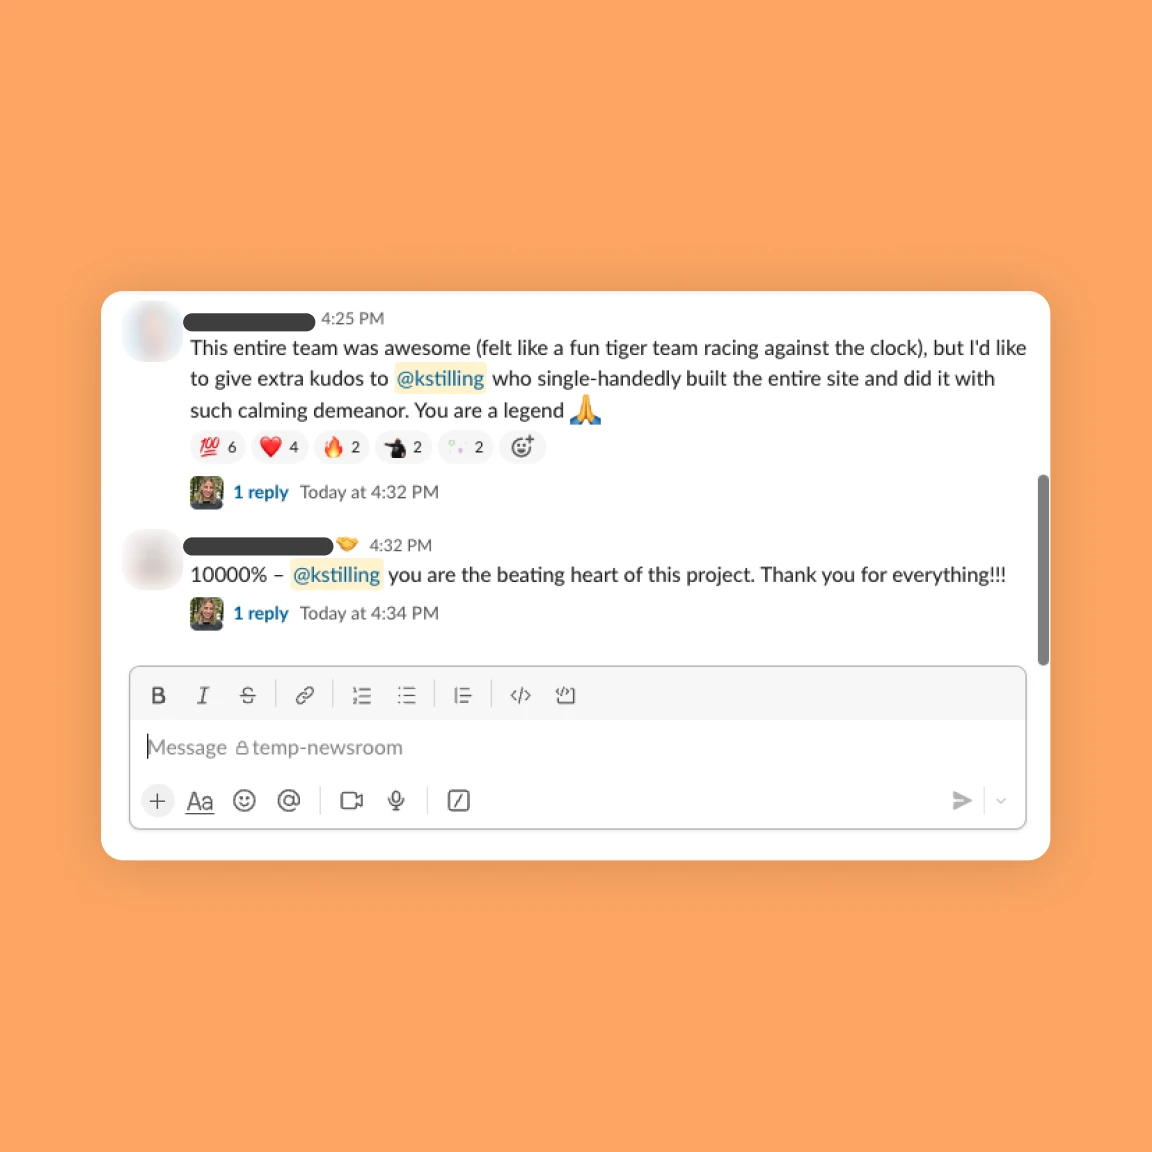 4:25 PM
This entire team was awesome (felt like a fun tiger team racing against the clock), but I'd like
to give extra kudos to @kstilling who single-handedly built the entire site and did it with
such calming demeanor. You are a legend 🙏
💯 6 ❤️ 4 🔥 2 2 2
1 reply Today at 4:32 PM
4:32 PM
10000% – @kstilling you are the beating heart of this project. Thank you for everything!!!
1 reply Today at 4:34 PM
B I S
Message temp-newsroom
Aa